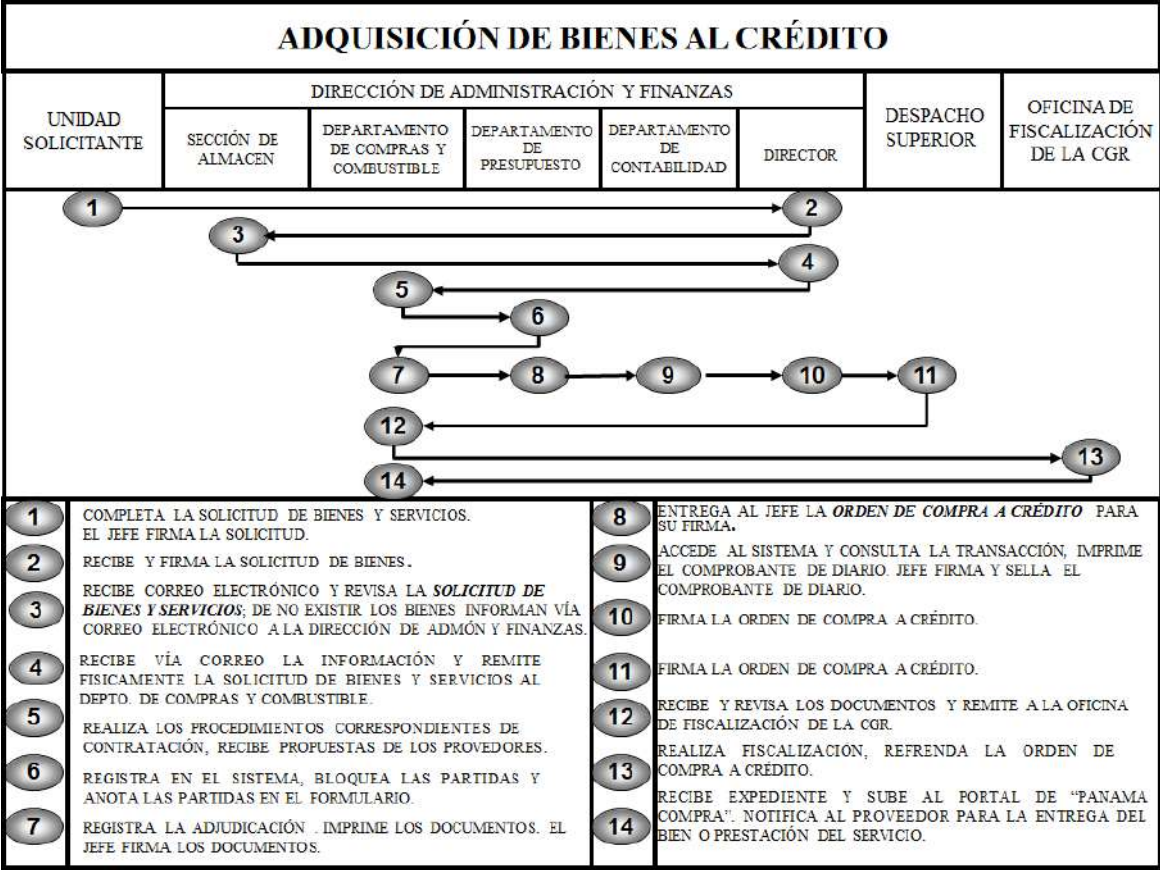 ADQUISICIÓN DE BIENES AL CRÉDITO
UNIDAD
SOLICITANTE
DIRECCIÓN DE ADMINISTRACIÓN Y FINANZAS
SECCIÓN DE
ALMACEN
DEPARTAMENTO
DE COMPRAS Y
COMBUSTIBLE
DEPARTAMENTO
DE
PRESUPUESTO
DEPARTAMENTO
DE
CONTABILIDAD
DIRECTOR
DESPACHO
SUPERIOR
OFICINA DE
FISCALIZACIÓN
DE LA CGR
1
2
3
4
5
6
7
8
9
10
11
12
13
14
1
COMPLETA LA SOLICITUD DE BIENES Y SERVICIOS.
EL JEFE FIRMA LA SOLICITUD.
2
RECIBE Y FIRMA LA SOLICITUD DE BIENES.
3
RECIBE CORREO ELECTRÓNICO Y REVISA LA SOLICITUD DE
BIENES Y SERVICIOS; DE NO EXISTIR LOS BIENES INFORMAN VÍA
CORREO ELECTRÓNICO A LA DIRECCIÓN DE ADMÓN Y FINANZAS.
4
RECIBE VÍA CORREO LA INFORMACIÓN Y REMITE
FISICAMENTE LA SOLICITUD DE BIENES Y SERVICIOS AL
DEPTO. DE COMPRAS Y COMBUSTIBLE.
5
REALIZA LOS PROCEDIMIENTOS CORRESPONDIENTES DE
CONTRATACIÓN, RECIBE PROPUESTAS DE LOS PROVEDORES.
6
REGISTRA EN EL SISTEMA, BLOQUEA LAS PARTIDAS Y
ANOTA LAS PARTIDAS EN EL FORMULARIO.
7
REGISTRA LA ADJUDICACIÓN . IMPRIME LOS DOCUMENTOS. EL
JEFE FIRMA LOS DOCUMENTOS.
8
ENTREGA AL JEFE LA ORDEN DE COMPRA A CRÉDITO PARA
SU FIRMA.
9
ACCEDE AL SISTEMA Y CONSULTA LA TRANSACCIÓN, IMPRIME
EL COMPROBANTE DE DIARIO. JEFE FIRMA Y SELLA EL
COMPROBANTE DE DIARIO.
10
FIRMA LA ORDEN DE COMPRA A CRÉDITO.
11
FIRMA LA ORDEN DE COMPRA A CRÉDITO.
12
RECIBE Y REVISA LOS DOCUMENTOS Y REMITE A LA OFICINA
DE FISCALIZACIÓN DE LA CGR.
13
REALIZA FISCALIZACIÓN, REFRENDA LA ORDEN DE
COMPRA A CRÉDITO.
14
RECIBE EXPEDIENTE Y SUBE AL PORTAL DE “PANAMA
COMPRA”. NOTIFICA AL PROVEEDOR PARA LA ENTREGA DEL
BIEN O PRESTACIÓN DEL SERVICIO.